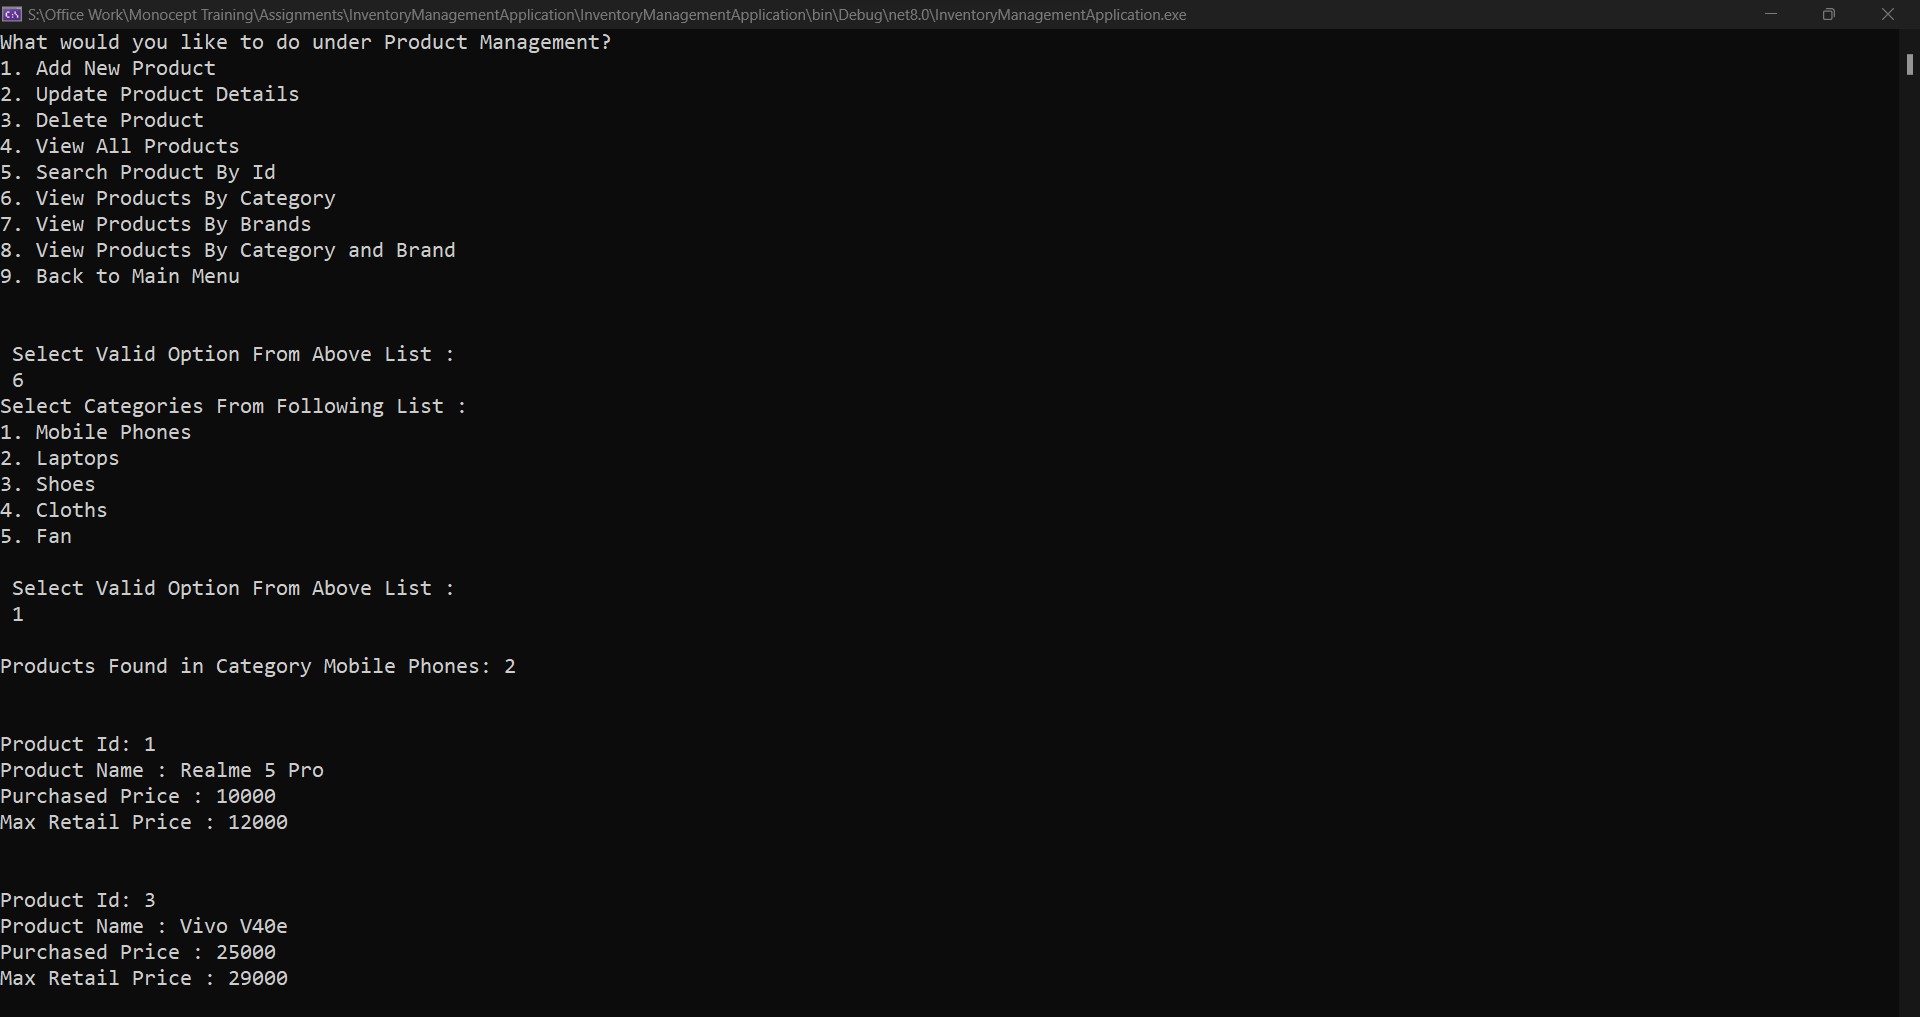 S:\Office Work\Monocept Training\Assignments\InventoryManagementApplication\InventoryManagementApplication\bin\Debug\net8.0\InventoryManagementApplication.exe
What would you like to do under Product Management?
1. Add New Product
2. Update Product Details
3. Delete Product
4. View All Products
5. Search Product By Id
6. View Products By Category
7. View Products By Brands
8. View Products By Category and Brand
9. Back to Main Menu
Select Valid Option From Above List :
6
Select Categories From Following List :
1. Mobile Phones
2. Laptops
3. Shoes
4. Cloths
5. Fan
Select Valid Option From Above List :
1
Products Found in Category Mobile Phones: 2
Product Id: 1
Product Name : Realme 5 Pro
Purchased Price : 10000
Max Retail Price : 12000
Product Id: 3
Product Name : Vivo V40e
Purchased Price : 25000
Max Retail Price : 29000